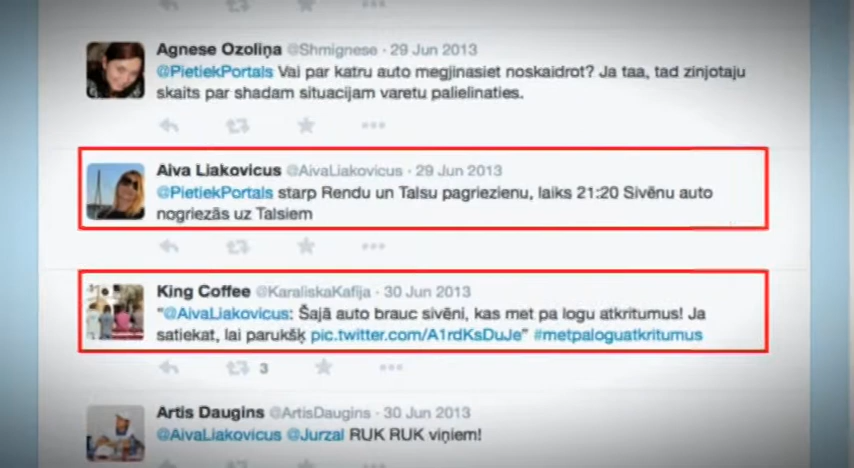 Agnese Ozoliņa @Shmignese · 29 Jun 2013
@PietiekPortals Vai par katru auto megjinasiet noskaidrot? Ja taa, tad zinjotaju
skaits par shadam situacijam varetu palielinaties.
Aiva Liakovicus @AivaLiakovicus · 29 Jun 2013
@PietiekPortals starp Rendu un Talsu pagriezienu, laiks 21:20 Sivēnu auto
nogriezās uz Talsiem
King Coffee @KaraliskaKafija · 30 Jun 2013
"@AivaLiakovicus: Šajā auto brauc sivēni, kas met pa logu atkritumus! Ja
satiekat, lai parukšķ pic.twitter.com/A1rdKsDuJe" #metpaloguatkritumus
3
Artis Daugins @ArtisDaugins · 30 Jun 2013
@AivaLiakovicus @Jurzal RUK RUK viņiem!